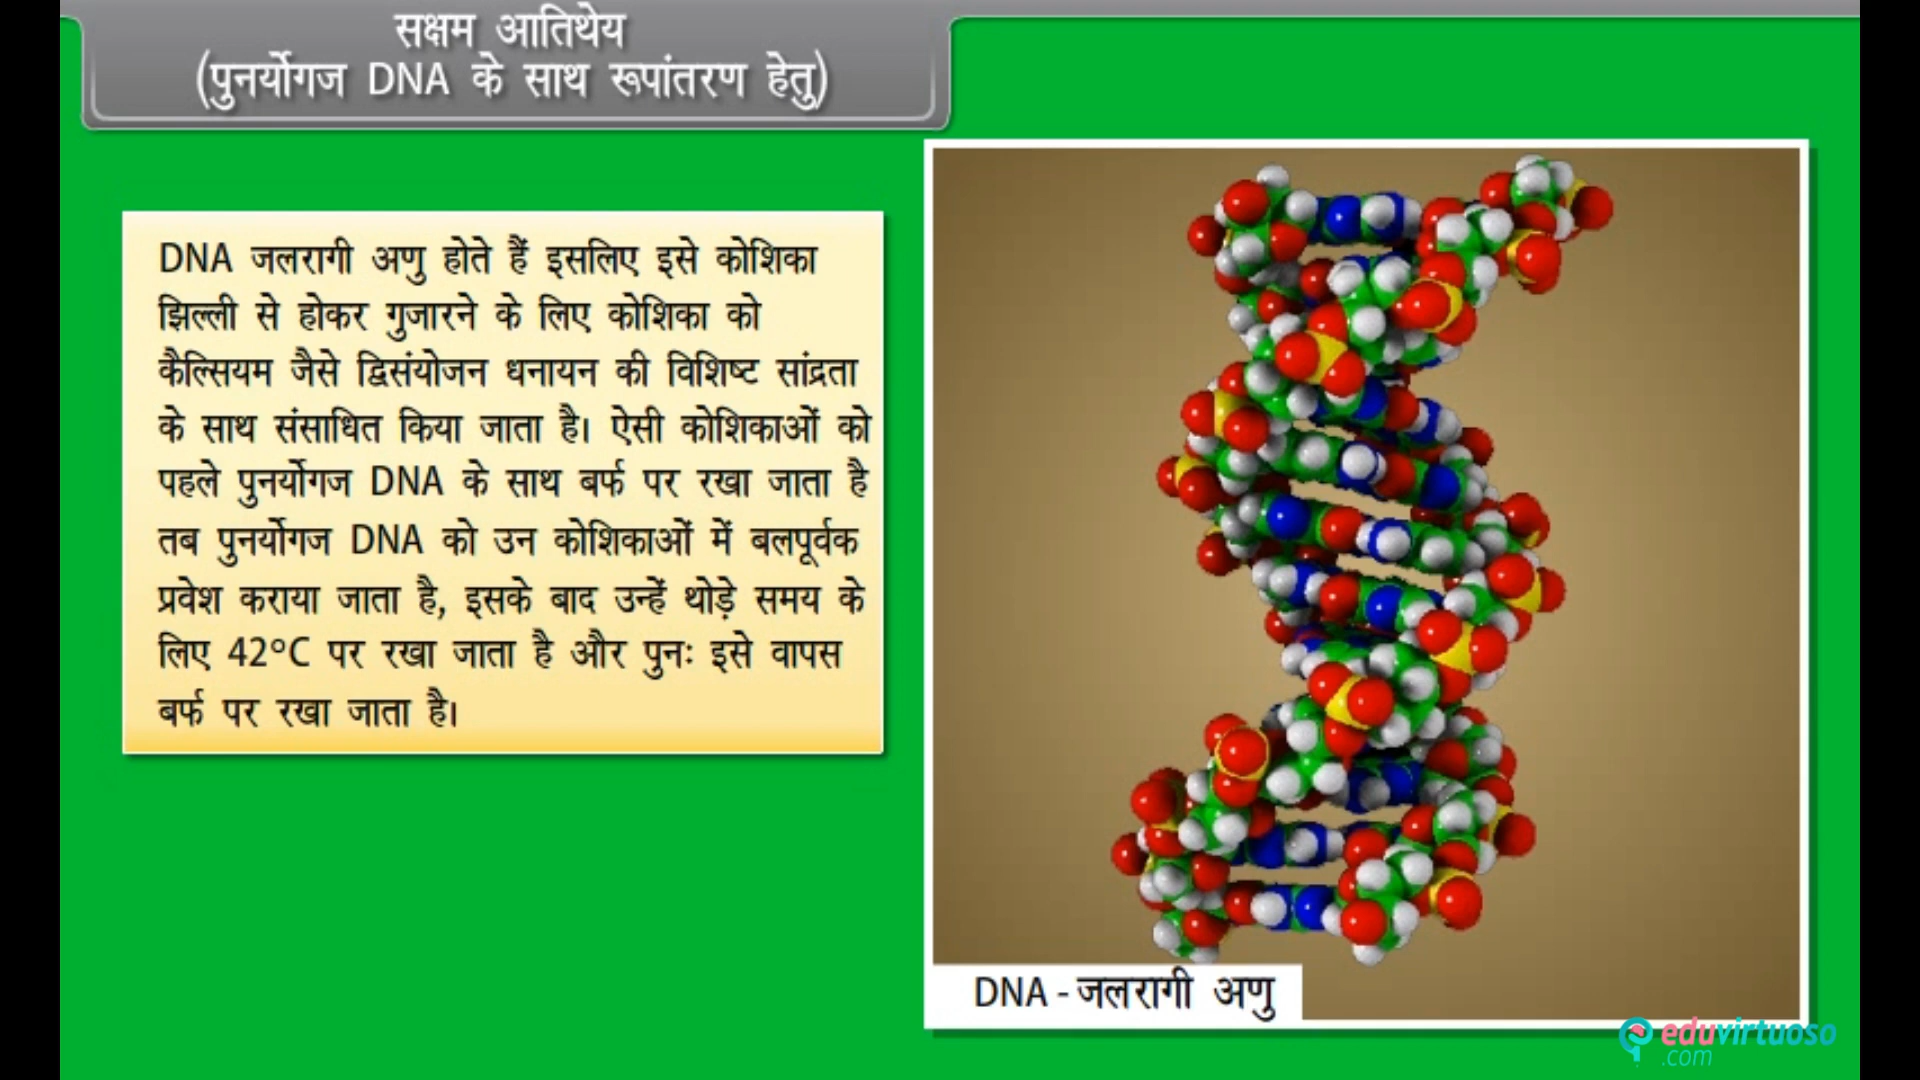 सक्षम आतिथेय
(पुनर्योगज DNA के साथ रूपांतरण हेतु)
DNA जलरागी अणु होते हैं इसलिए इसे कोशिका
झिल्ली से होकर गुजारने के लिए कोशिका को
कैल्सियम जैसे द्विसंयोजन धनायन की विशिष्ट सांद्रता
के साथ संसाधित किया जाता है। ऐसी कोशिकाओं को
पहले पुनर्योगज DNA के साथ बर्फ पर रखा जाता है
तब पुनर्योगज DNA को उन कोशिकाओं में बलपूर्वक
प्रवेश कराया जाता है, इसके बाद उन्हें थोड़े समय के
लिए 42°C पर रखा जाता है और पुनः इसे वापस
बर्फ पर रखा जाता है।
DNA - जलरागी अणु
eduvirtuoso
.com